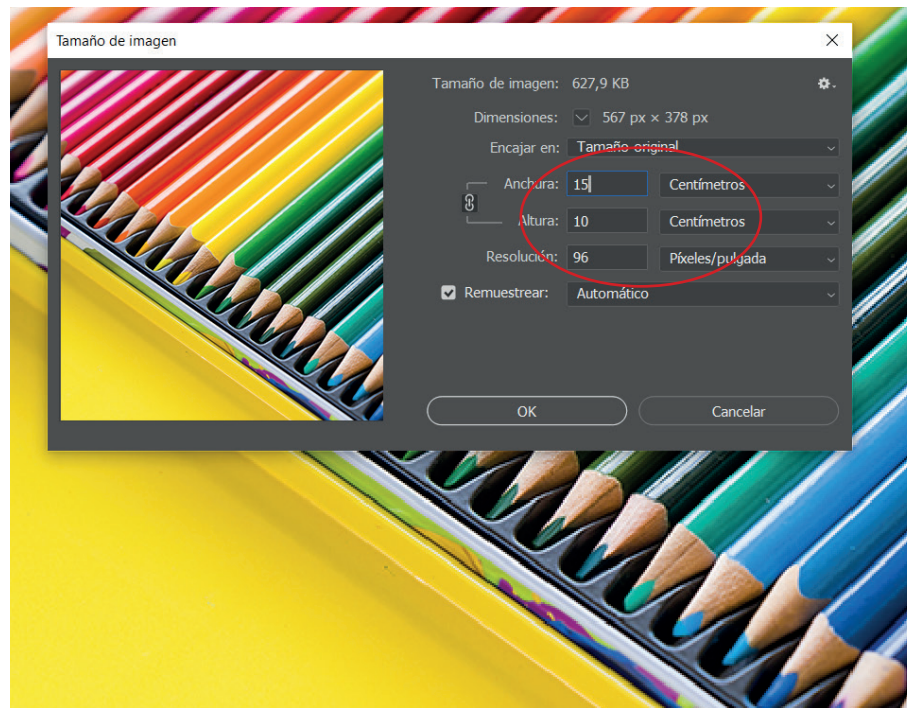 Tamaño de imagen
Tamaño de imagen: 627,9 KB
Dimensiones: 567 px × 378 px
Encajar en: Tamaño original
Anchura: 15 Centímetros
Altura: 10 Centímetros
Resolución: 96 Píxeles/pulgada
Remuestrear: Automático
OK Cancelar